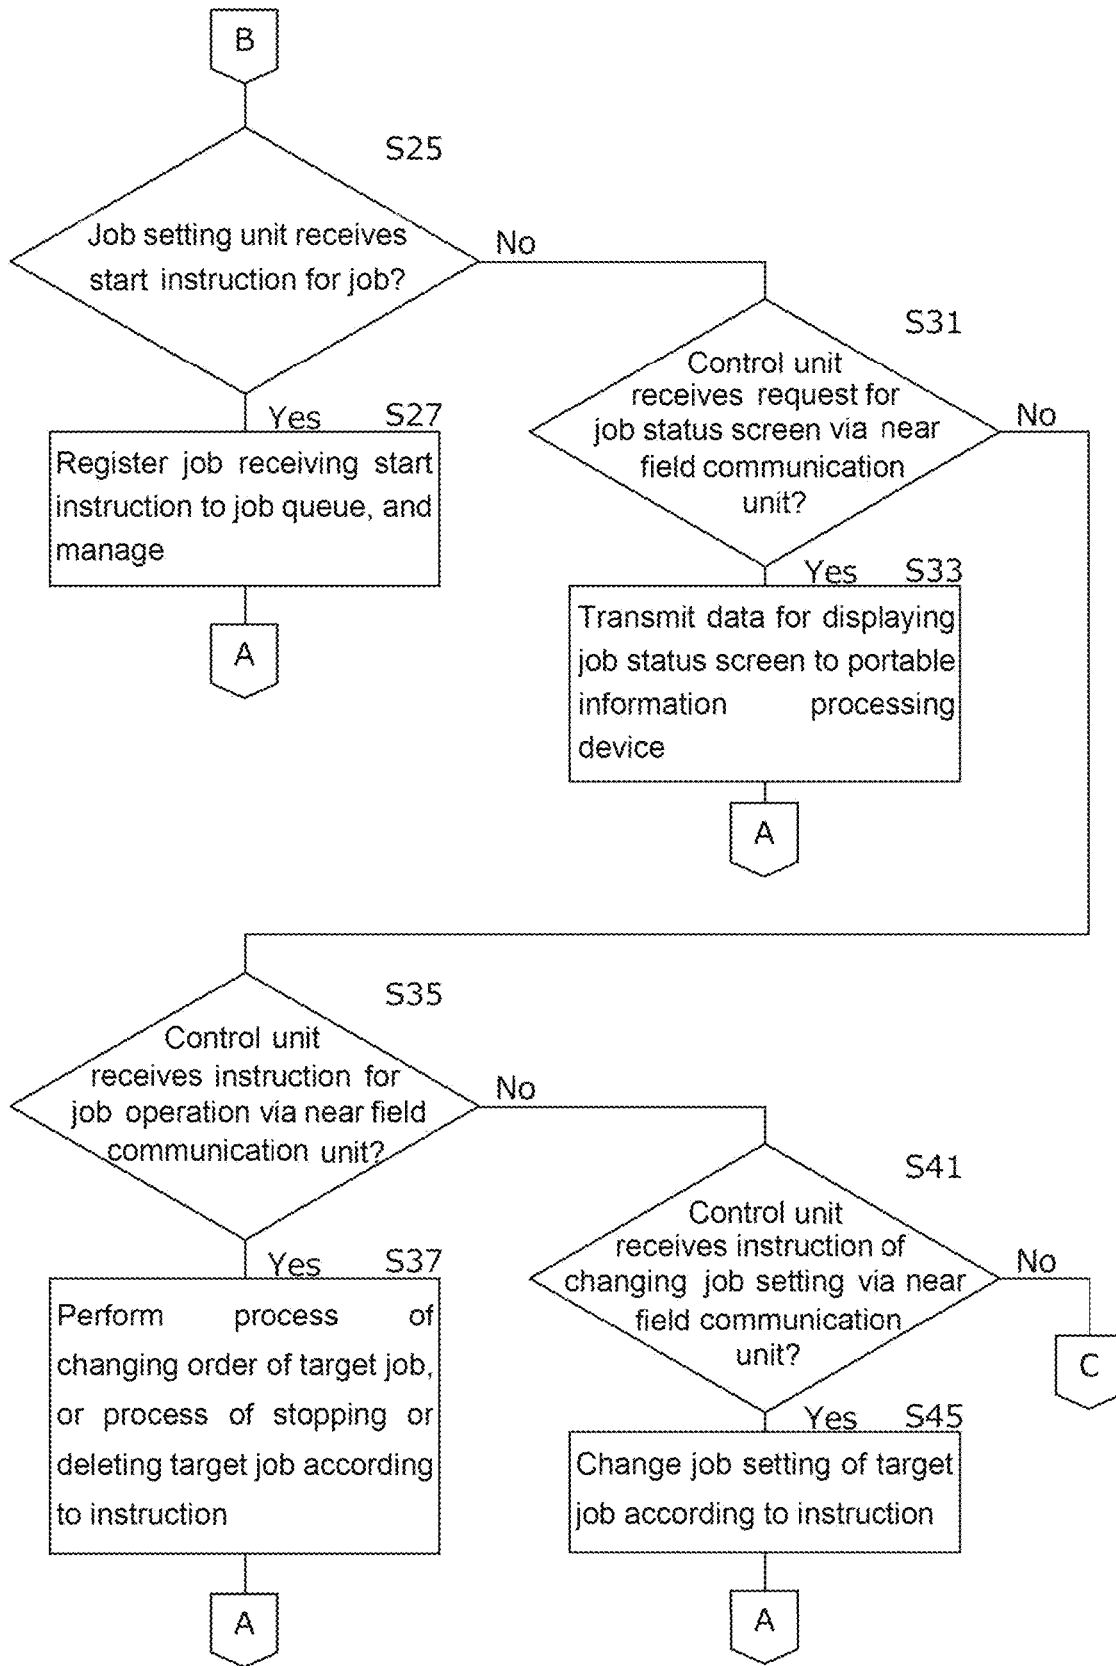 B
S25
Job setting unit receives
start instruction for job?
No
Yes
S27
Register job receiving start
instruction to job queue, and
manage
A
S31
Control unit
receives request for
job status screen via near
field communication
unit?
No
Yes
S33
Transmit data for displaying
job status screen to portable
information processing
device
A
S35
Control unit
receives instruction for
job operation via near field
communication unit?
No
Yes
S37
Perform process of
changing order of target job,
or process of stopping or
deleting target job according
to instruction
A
S41
Control unit
receives instruction of
changing job setting via near
field communication
unit?
No
C
Yes
S45
Change job setting of target
job according to instruction
A